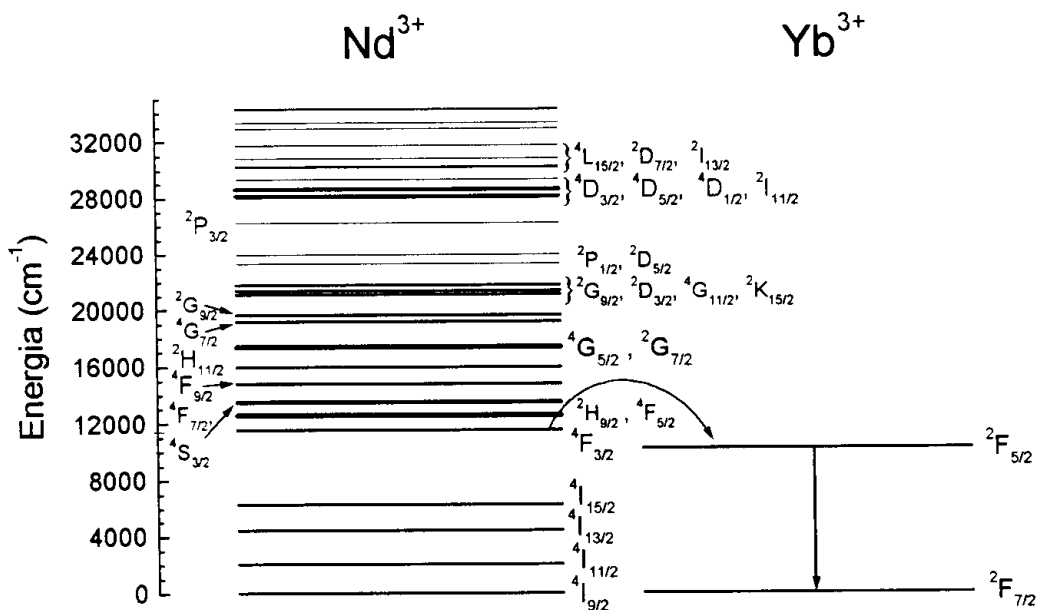 Nd³⁺ Yb³⁺
Energia (cm⁻¹)
32000
28000
24000
20000
16000
12000
8000
4000
0
²P₃/₂
²G₉/₂
⁴G₇/₂
²H₁₁/₂
⁴F₉/₂
⁴F₇/₂,
⁴S₃/₂
}⁴L₁₅/₂, ²D₇/₂, ²I₁₃/₂
}⁴D₃/₂, ⁴D₅/₂, ⁴D₁/₂, ²I₁₁/₂
²P₁/₂, ²D₅/₂
}²G₉/₂, ²D₃/₂, ⁴G₁₁/₂, ²K₁₅/₂
⁴G₅/₂ , ²G₇/₂
²H₉/₂ , ⁴F₅/₂
⁴F₃/₂
⁴I₁₅/₂
⁴I₁₃/₂
⁴I₁₁/₂
⁴I₉/₂
²F₅/₂
²F₇/₂